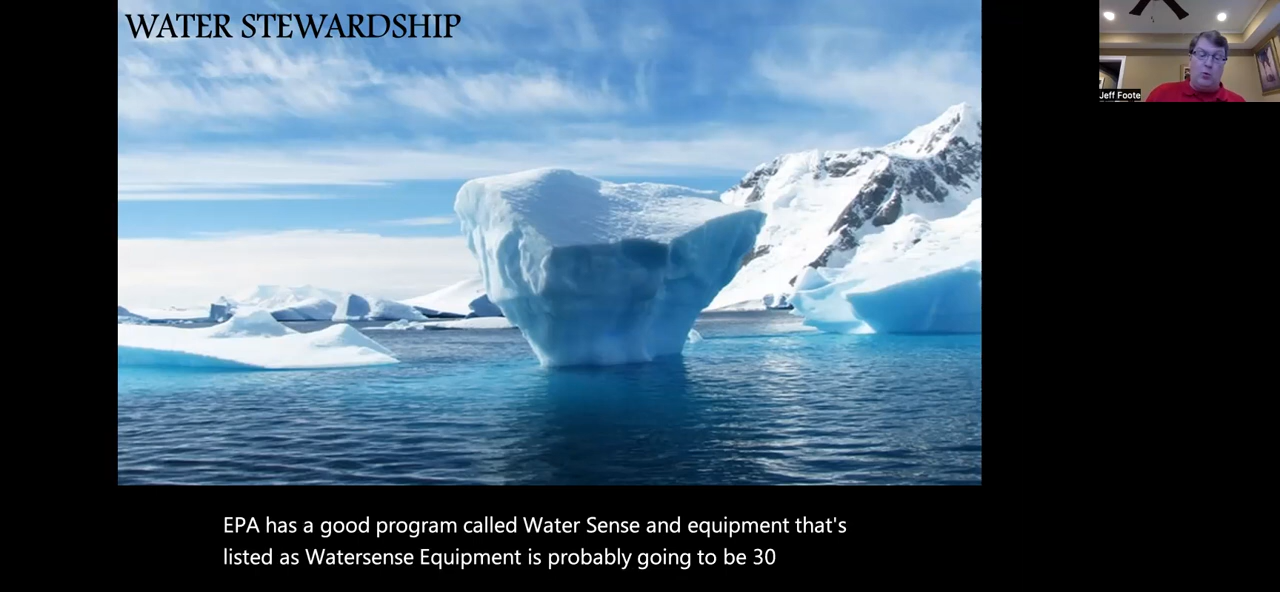 WATER STEWARDSHIP
Jeff Foote
EPA has a good program called Water Sense and equipment that's
listed as Watersense Equipment is probably going to be 30